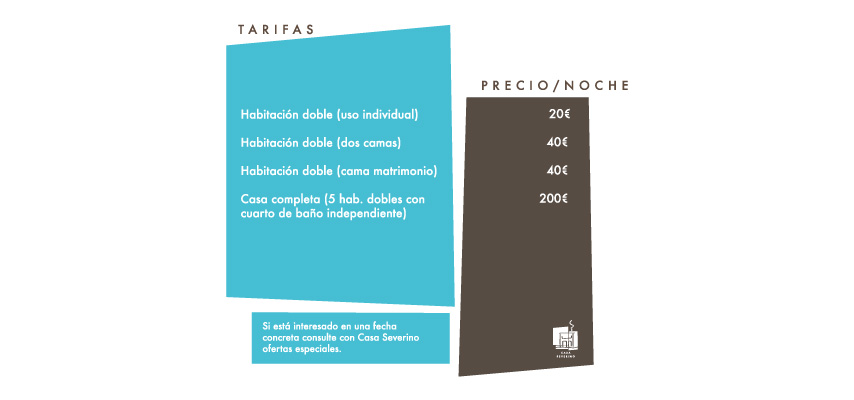 TARIFAS
PRECIO/NOCHE
Habitación doble (uso individual) 20€
Habitación doble (dos camas) 40€
Habitación doble (cama matrimonio) 40€
Casa completa (5 hab. dobles con 200€
cuarto de baño independiente)
Si está interesado en una fecha
concreta consulte con Casa Severino
ofertas especiales.
CASA
SEVERINO